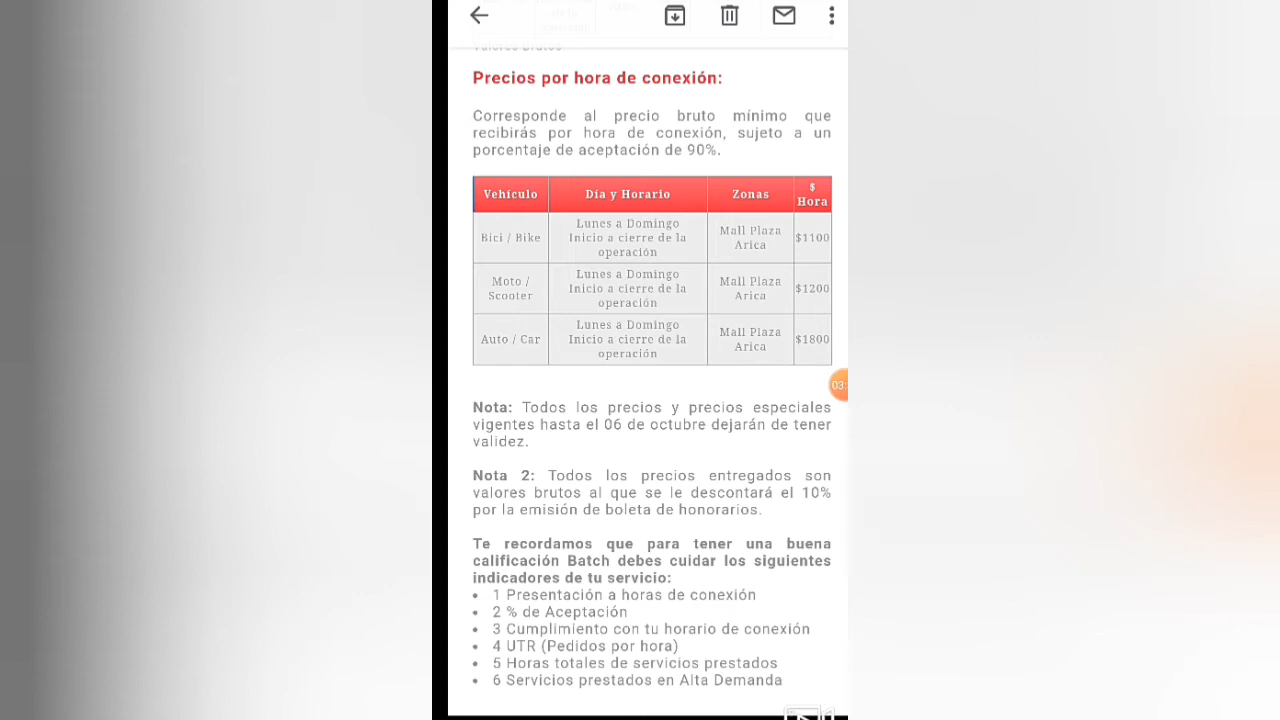 Valores Brutos
Precios por hora de conexión:
Corresponde al precio bruto mínimo que
recibirás por hora de conexión, sujeto a un
porcentaje de aceptación de 90%.
Vehículo Día y Horario Zonas $ Hora
Bici / Bike Lunes a Domingo Inicio a cierre de la operación Mall Plaza Arica $1100
Moto / Scooter Lunes a Domingo Inicio a cierre de la operación Mall Plaza Arica $1200
Auto / Car Lunes a Domingo Inicio a cierre de la operación Mall Plaza Arica $1800
03:
Nota: Todos los precios y precios especiales
vigentes hasta el 06 de octubre dejarán de tener
validez.
Nota 2: Todos los precios entregados son
valores brutos al que se le descontará el 10%
por la emisión de boleta de honorarios.
Te recordamos que para tener una buena
calificación Batch debes cuidar los siguientes
indicadores de tu servicio:
• 1 Presentación a horas de conexión
• 2 % de Aceptación
• 3 Cumplimiento con tu horario de conexión
• 4 UTR (Pedidos por hora)
• 5 Horas totales de servicios prestados
• 6 Servicios prestados en Alta Demanda